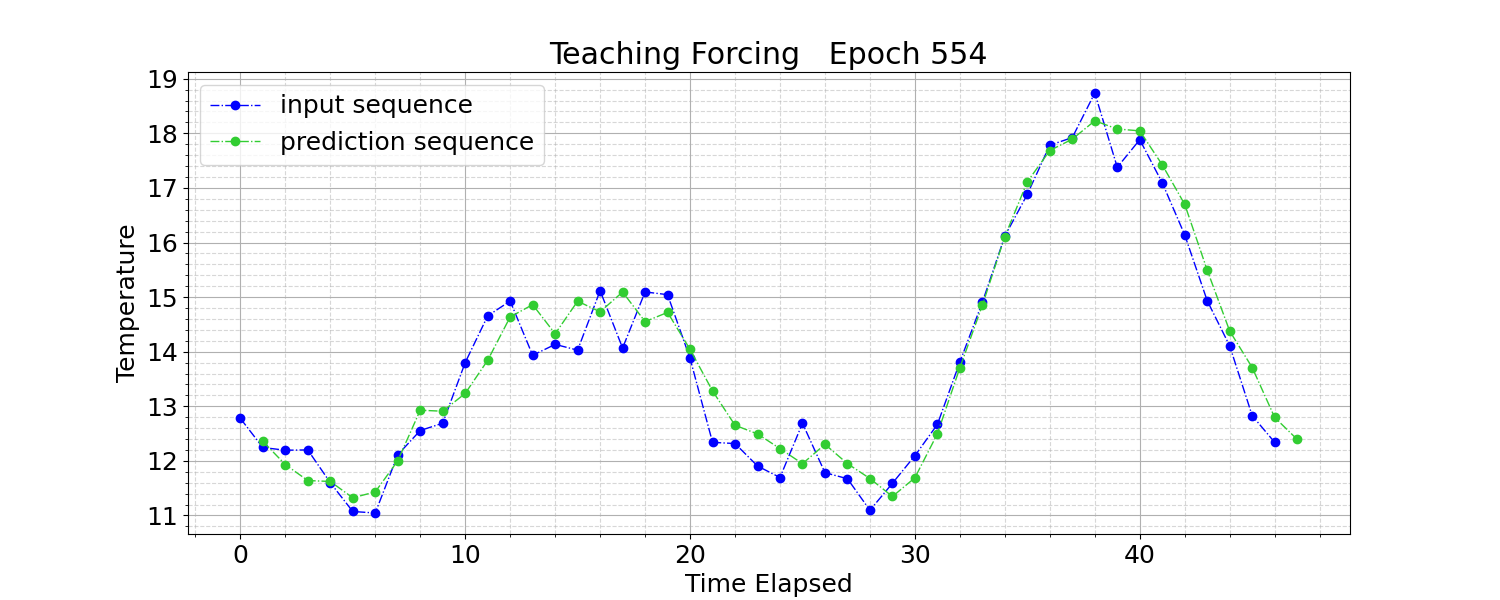 Teaching Forcing   Epoch 554
19
18
17
16
15
14
13
12
11
input sequence
prediction sequence
Temperature
0 10 20 30 40
Time Elapsed